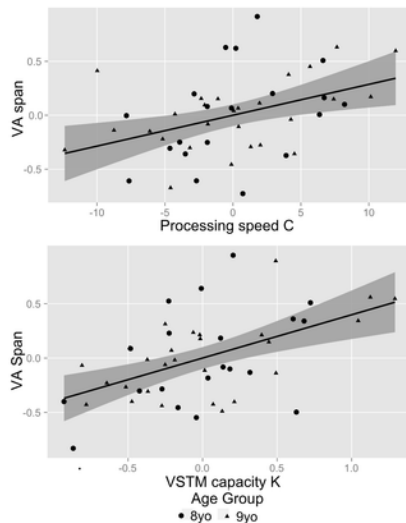 VA span
0.5
0.0
-0.5
-10
-5
0
5
10
Processing speed C
VA Span
0.5
0.0
-0.5
-0.5
0.0
0.5
1.0
VSTM capacity K
Age Group
8yo
9yo